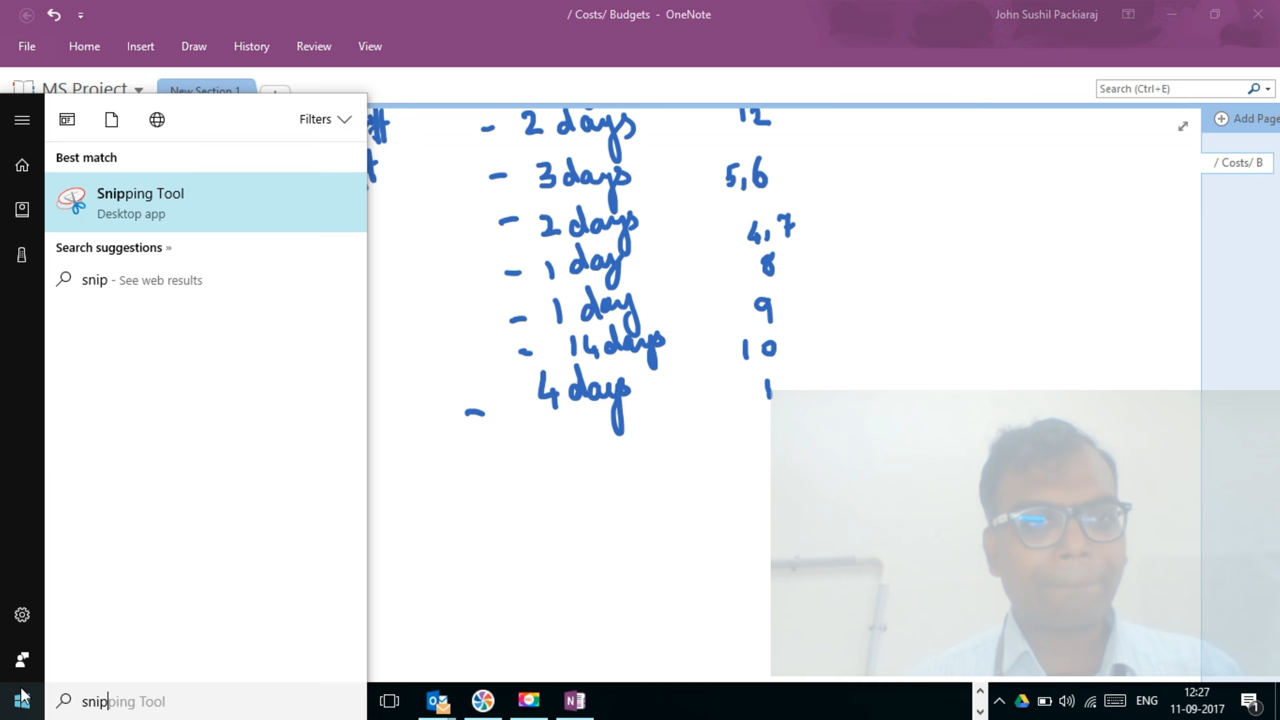 / Costs/ Budgets - OneNote
John Sushil Packiaraj
File Home Insert Draw History Review View
MS Project
New Section 1
Search (Ctrl+E)
Filters
Add Page
/ Costs/ B
Best match
Snipping Tool
Desktop app
Search suggestions »
snip - See web results
- 2 days 12
- 3 days 5,6
- 2 days 4,7
- 1 day 8
- 1 day 9
- 14 days 10
- 4 days 1
snipping Tool
ENG
12:27
11-09-2017